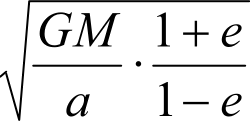 √(GM/a · (1+e)/(1−e))